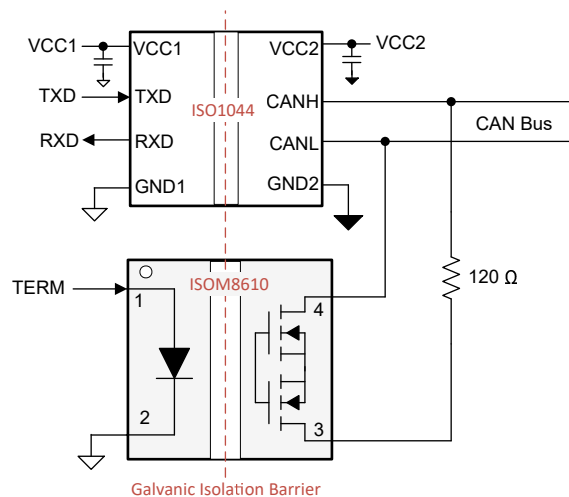 VCC1
VCC1
VCC2
VCC2
TXD
TXD
ISO1044
CANH
RXD
RXD
CANL
CAN Bus
GND1
GND2
TERM
ISOM8610
1
4
120 Ω
2
3
Galvanic Isolation Barrier